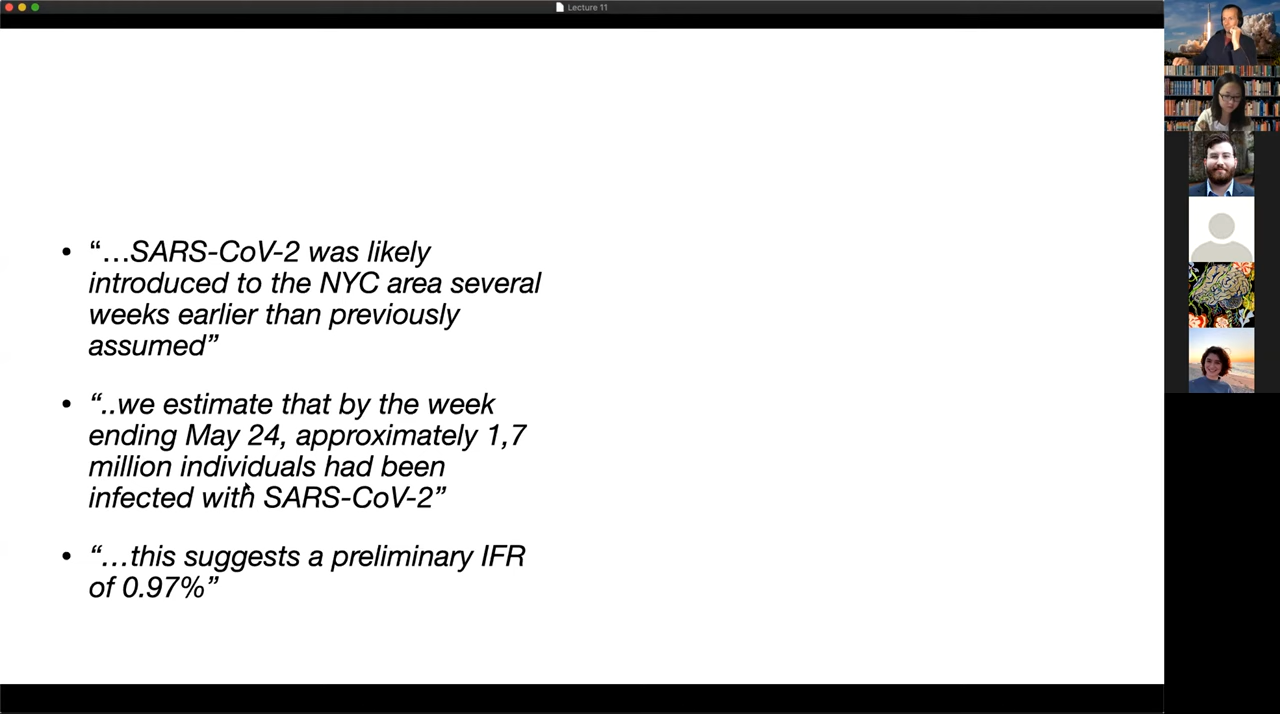 Lecture 11
• “…SARS-CoV-2 was likely
introduced to the NYC area several
weeks earlier than previously
assumed”
• “..we estimate that by the week
ending May 24, approximately 1,7
million individuals had been
infected with SARS-CoV-2”
• “…this suggests a preliminary IFR
of 0.97%”